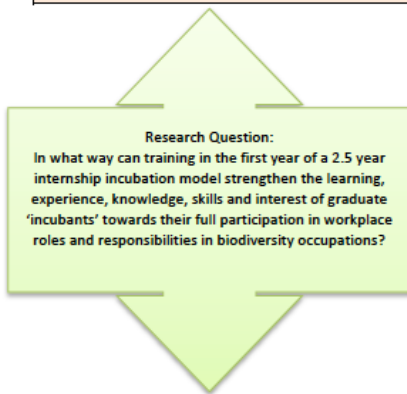 Research Question:
In what way can training in the first year of a 2.5 year
internship incubation model strengthen the learning,
experience, knowledge, skills and interest of graduate
‘incubants’ towards their full participation in workplace
roles and responsibilities in biodiversity occupations?